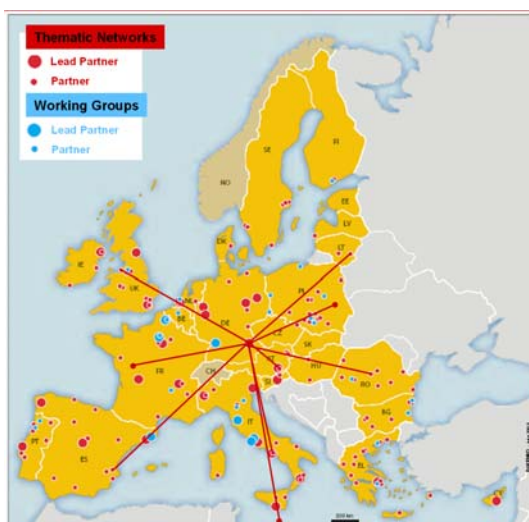 Thematic Networks
Lead Partner
Partner
Working Groups
Lead Partner
Partner
SE
FI
NO
EE
LV
LT
DK
IE
UK
NL
BE
DE
PL
CZ
SK
FR
CH
AT
HU
SI
RO
IT
BG
PT
ES
EL
CY